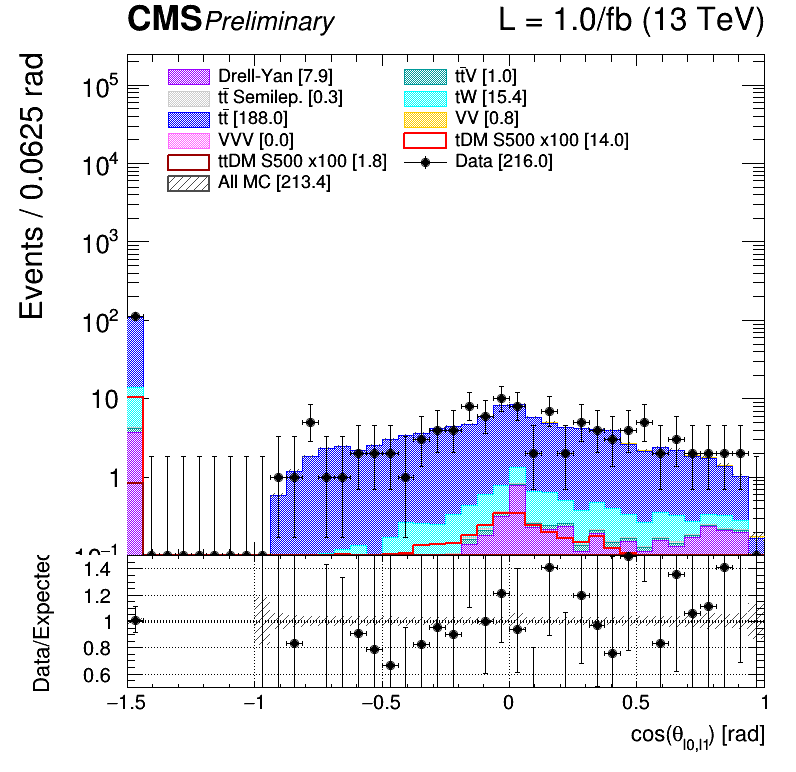 CMS Preliminary L = 1.0/fb (13 TeV)
Events / 0.0625 rad
Drell-Yan [7.9]
tt̄V [1.0]
tt̄ Semilep. [0.3]
tW [15.4]
tt̄ [188.0]
VV [0.8]
VVV [0.0]
tDM S500 x100 [14.0]
ttDM S500 x100 [1.8]
Data [216.0]
All MC [213.4]
10⁵
10⁴
10³
10²
10
1
10⁻¹
Data/Expected
1.4
1.2
1
0.8
0.6
−1.5 −1 −0.5 0 0.5 1
cos(θ_l0,l1) [rad]